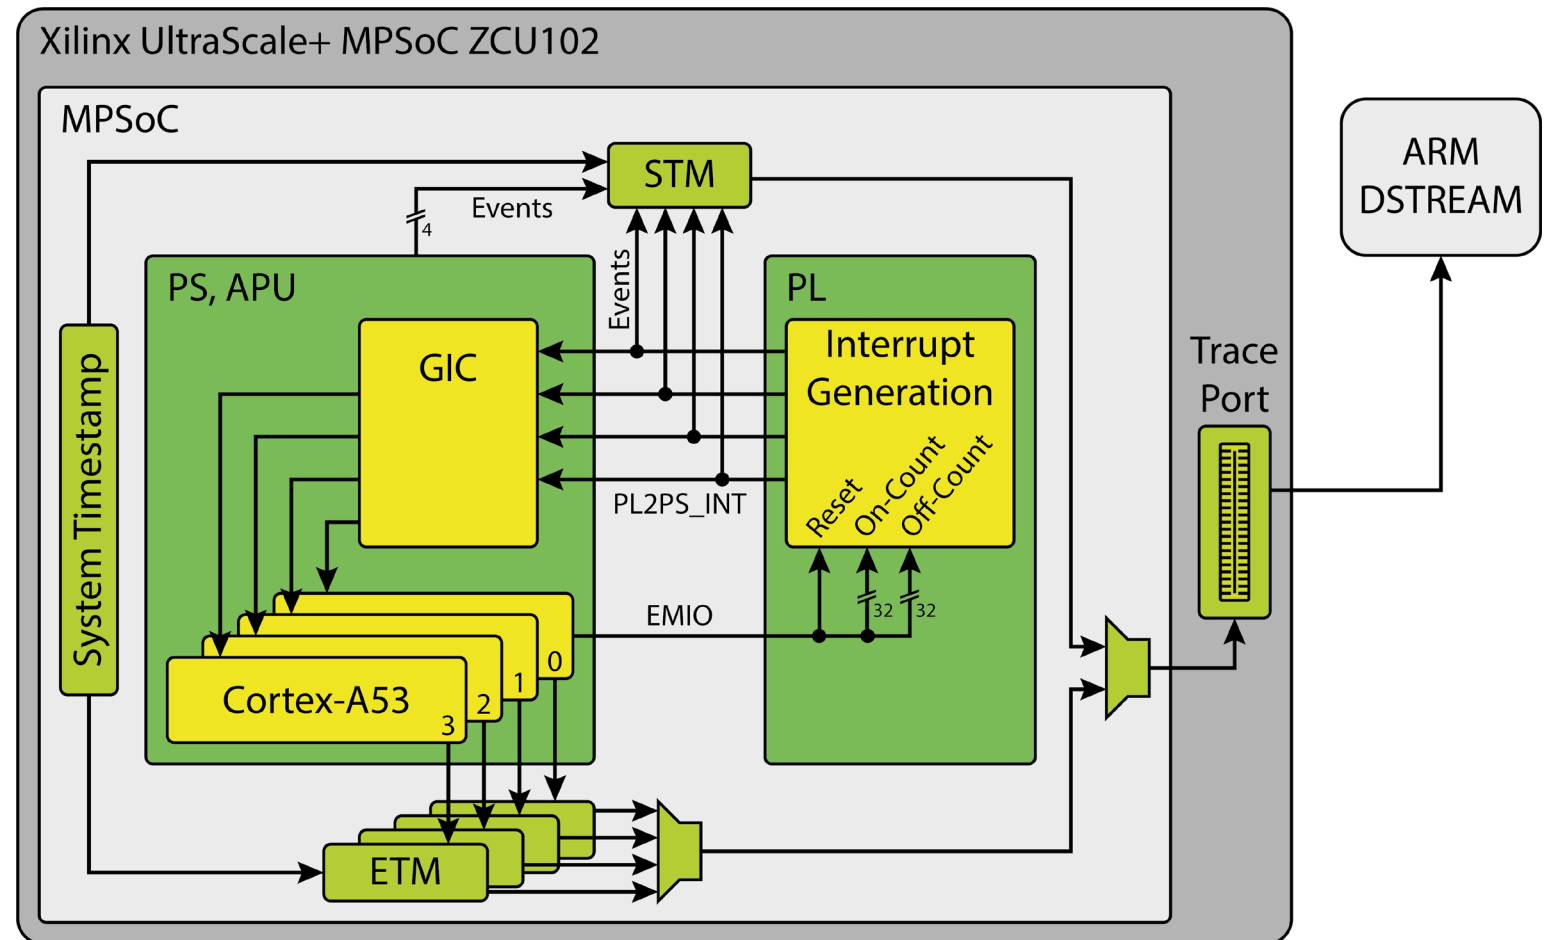 Xilinx UltraScale+ MPSoC ZCU102
MPSoC
STM
Events
4
ARM
DSTREAM
PS, APU
Events
PL
GIC
Interrupt
Generation
Reset
On-Count
Off-Count
PL2PS_INT
Trace
Port
System Timestamp
EMIO
32
32
0
1
2
Cortex-A53
3
ETM